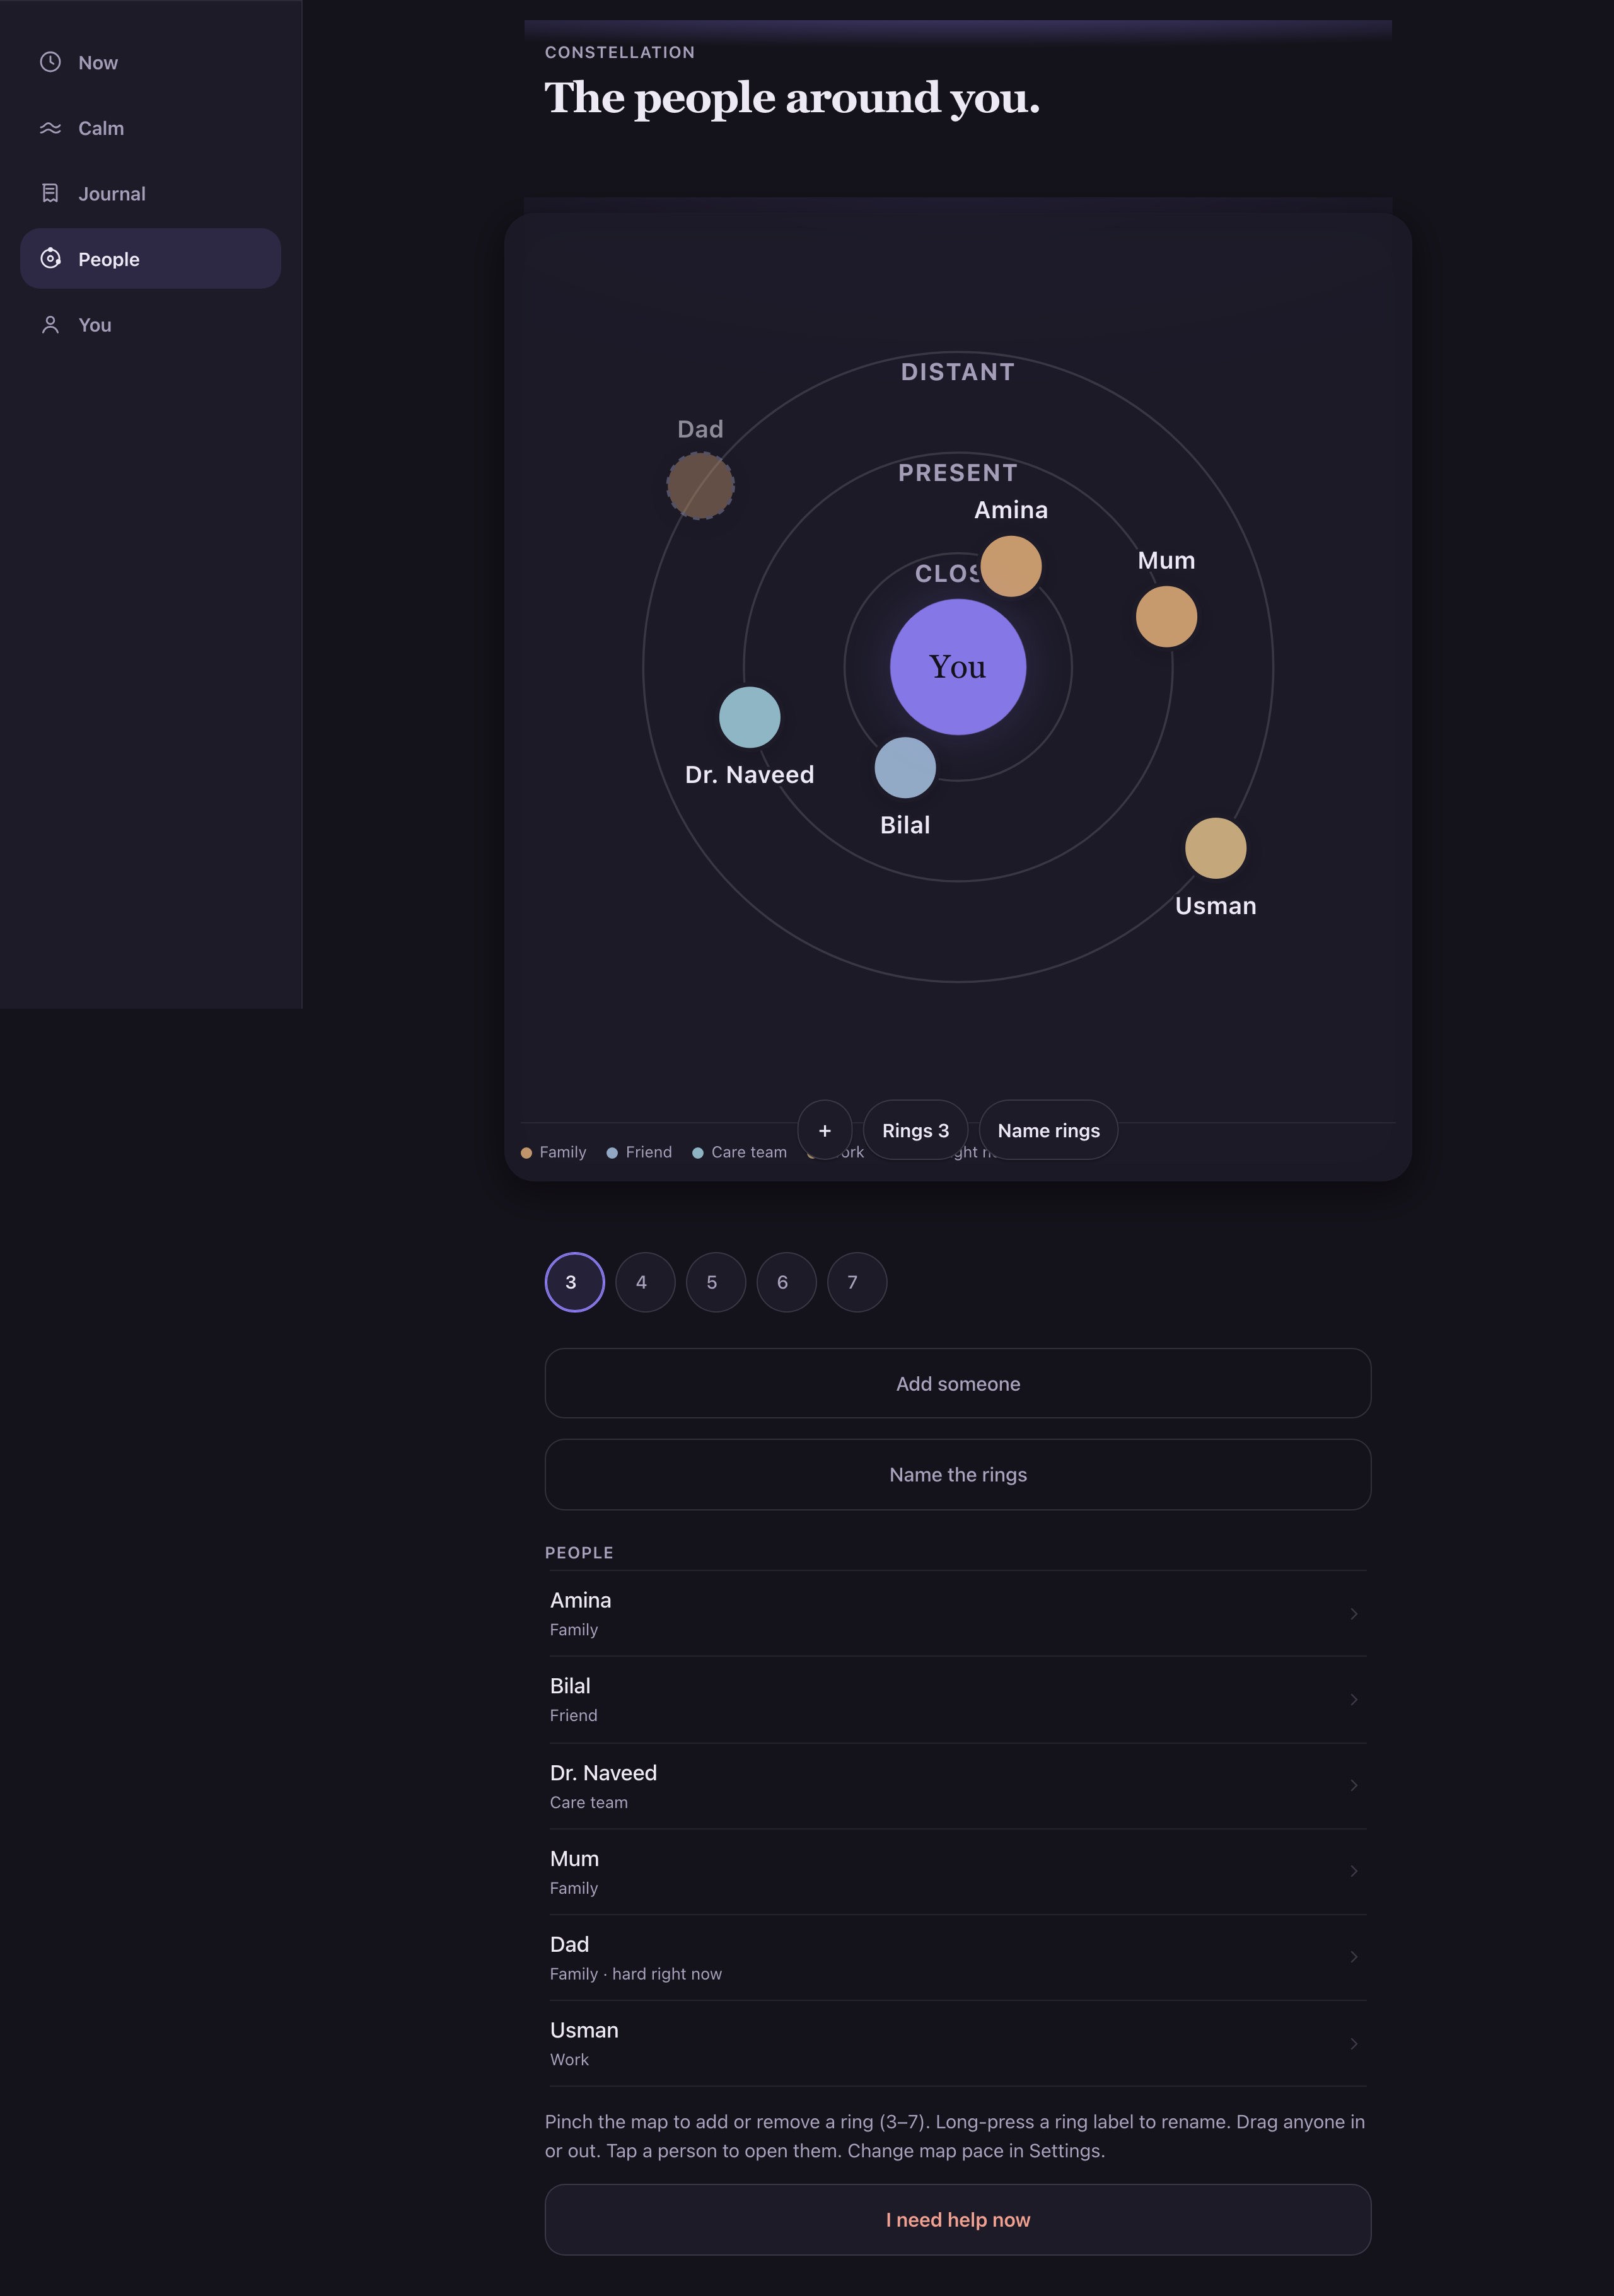 Now
Calm
Journal
People
You
CONSTELLATION
The people around you.
DISTANT
Dad
PRESENT
Amina
Mum
CLOS
You
Dr. Naveed
Bilal
Usman
+
Rings 3
Name rings
Family
Friend
Care team
3
4
5
6
7
Add someone
Name the rings
PEOPLE
Amina
Family
Bilal
Friend
Dr. Naveed
Care team
Mum
Family
Dad
Family · hard right now
Usman
Work
Pinch the map to add or remove a ring (3–7). Long-press a ring label to rename. Drag anyone in
or out. Tap a person to open them. Change map pace in Settings.
I need help now